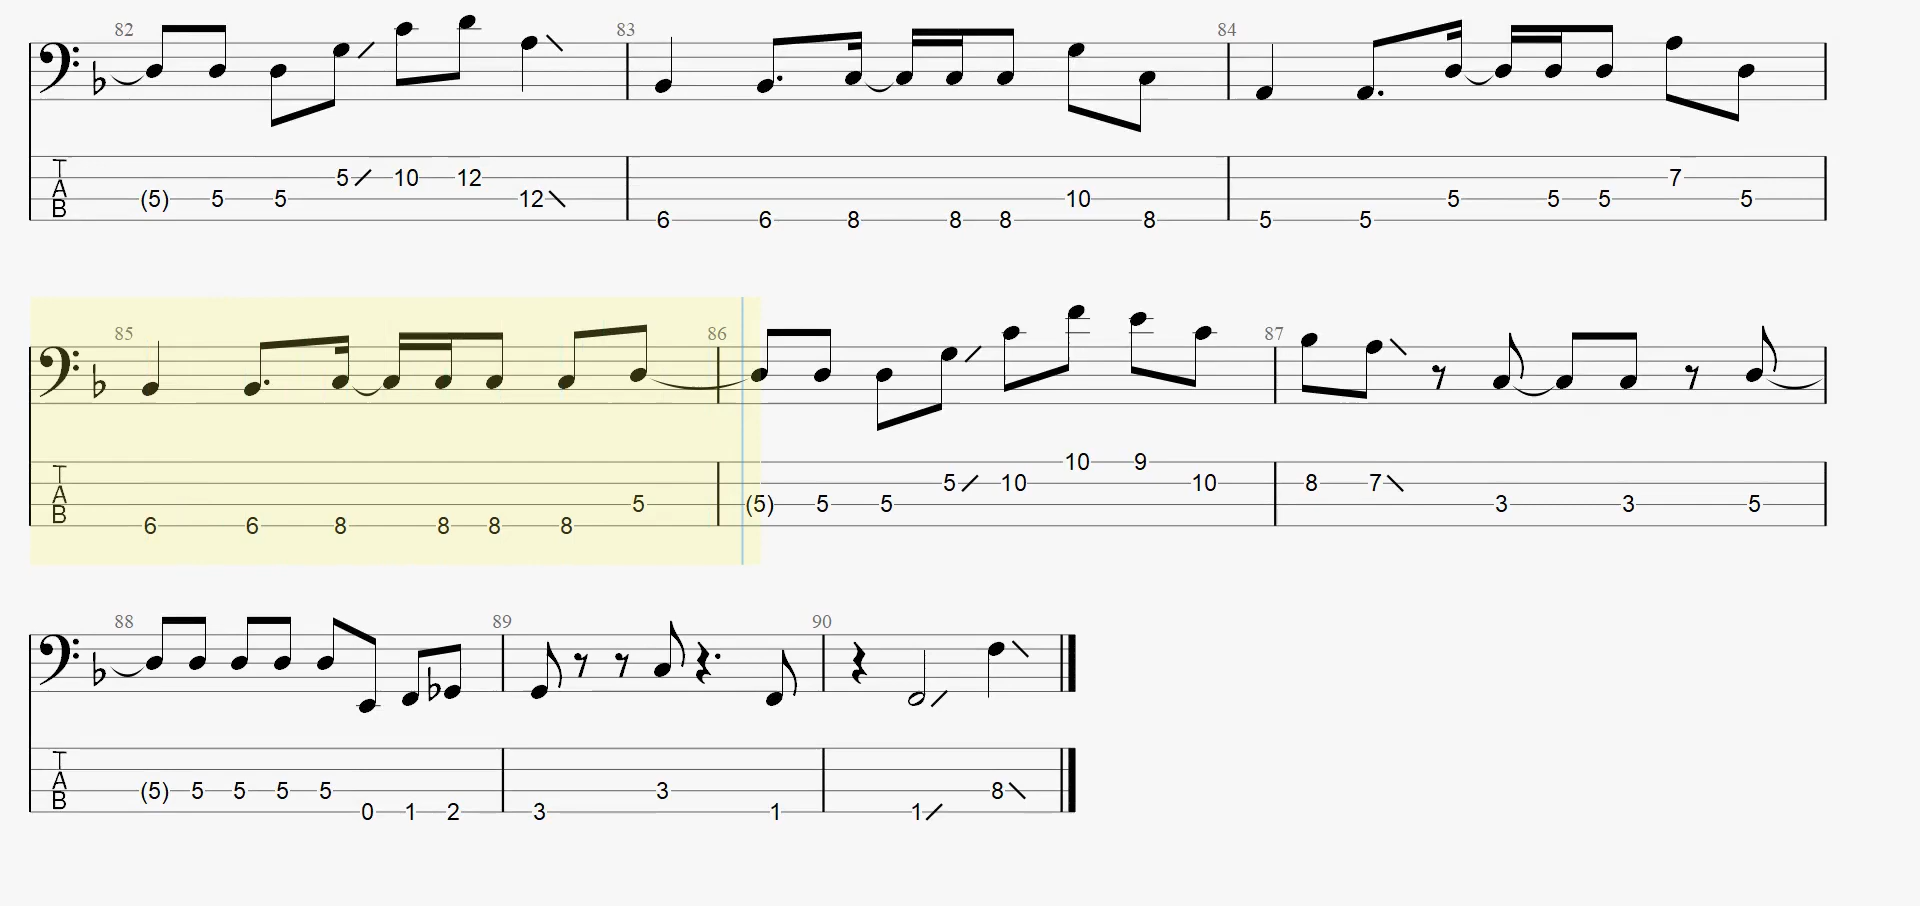 82 83 84
T 5 10 12 7
A (5) 5 5 12 10 5 5 5 5
B 6 6 8 8 8 8 5 5
85 86 87
10 9
T 5 10 10 8 7
A 5 (5) 5 5 3 3 5
B 6 6 8 8 8 8
88 89 90
T
A (5) 5 5 5 5 3 8
B 0 1 2 3 1 1